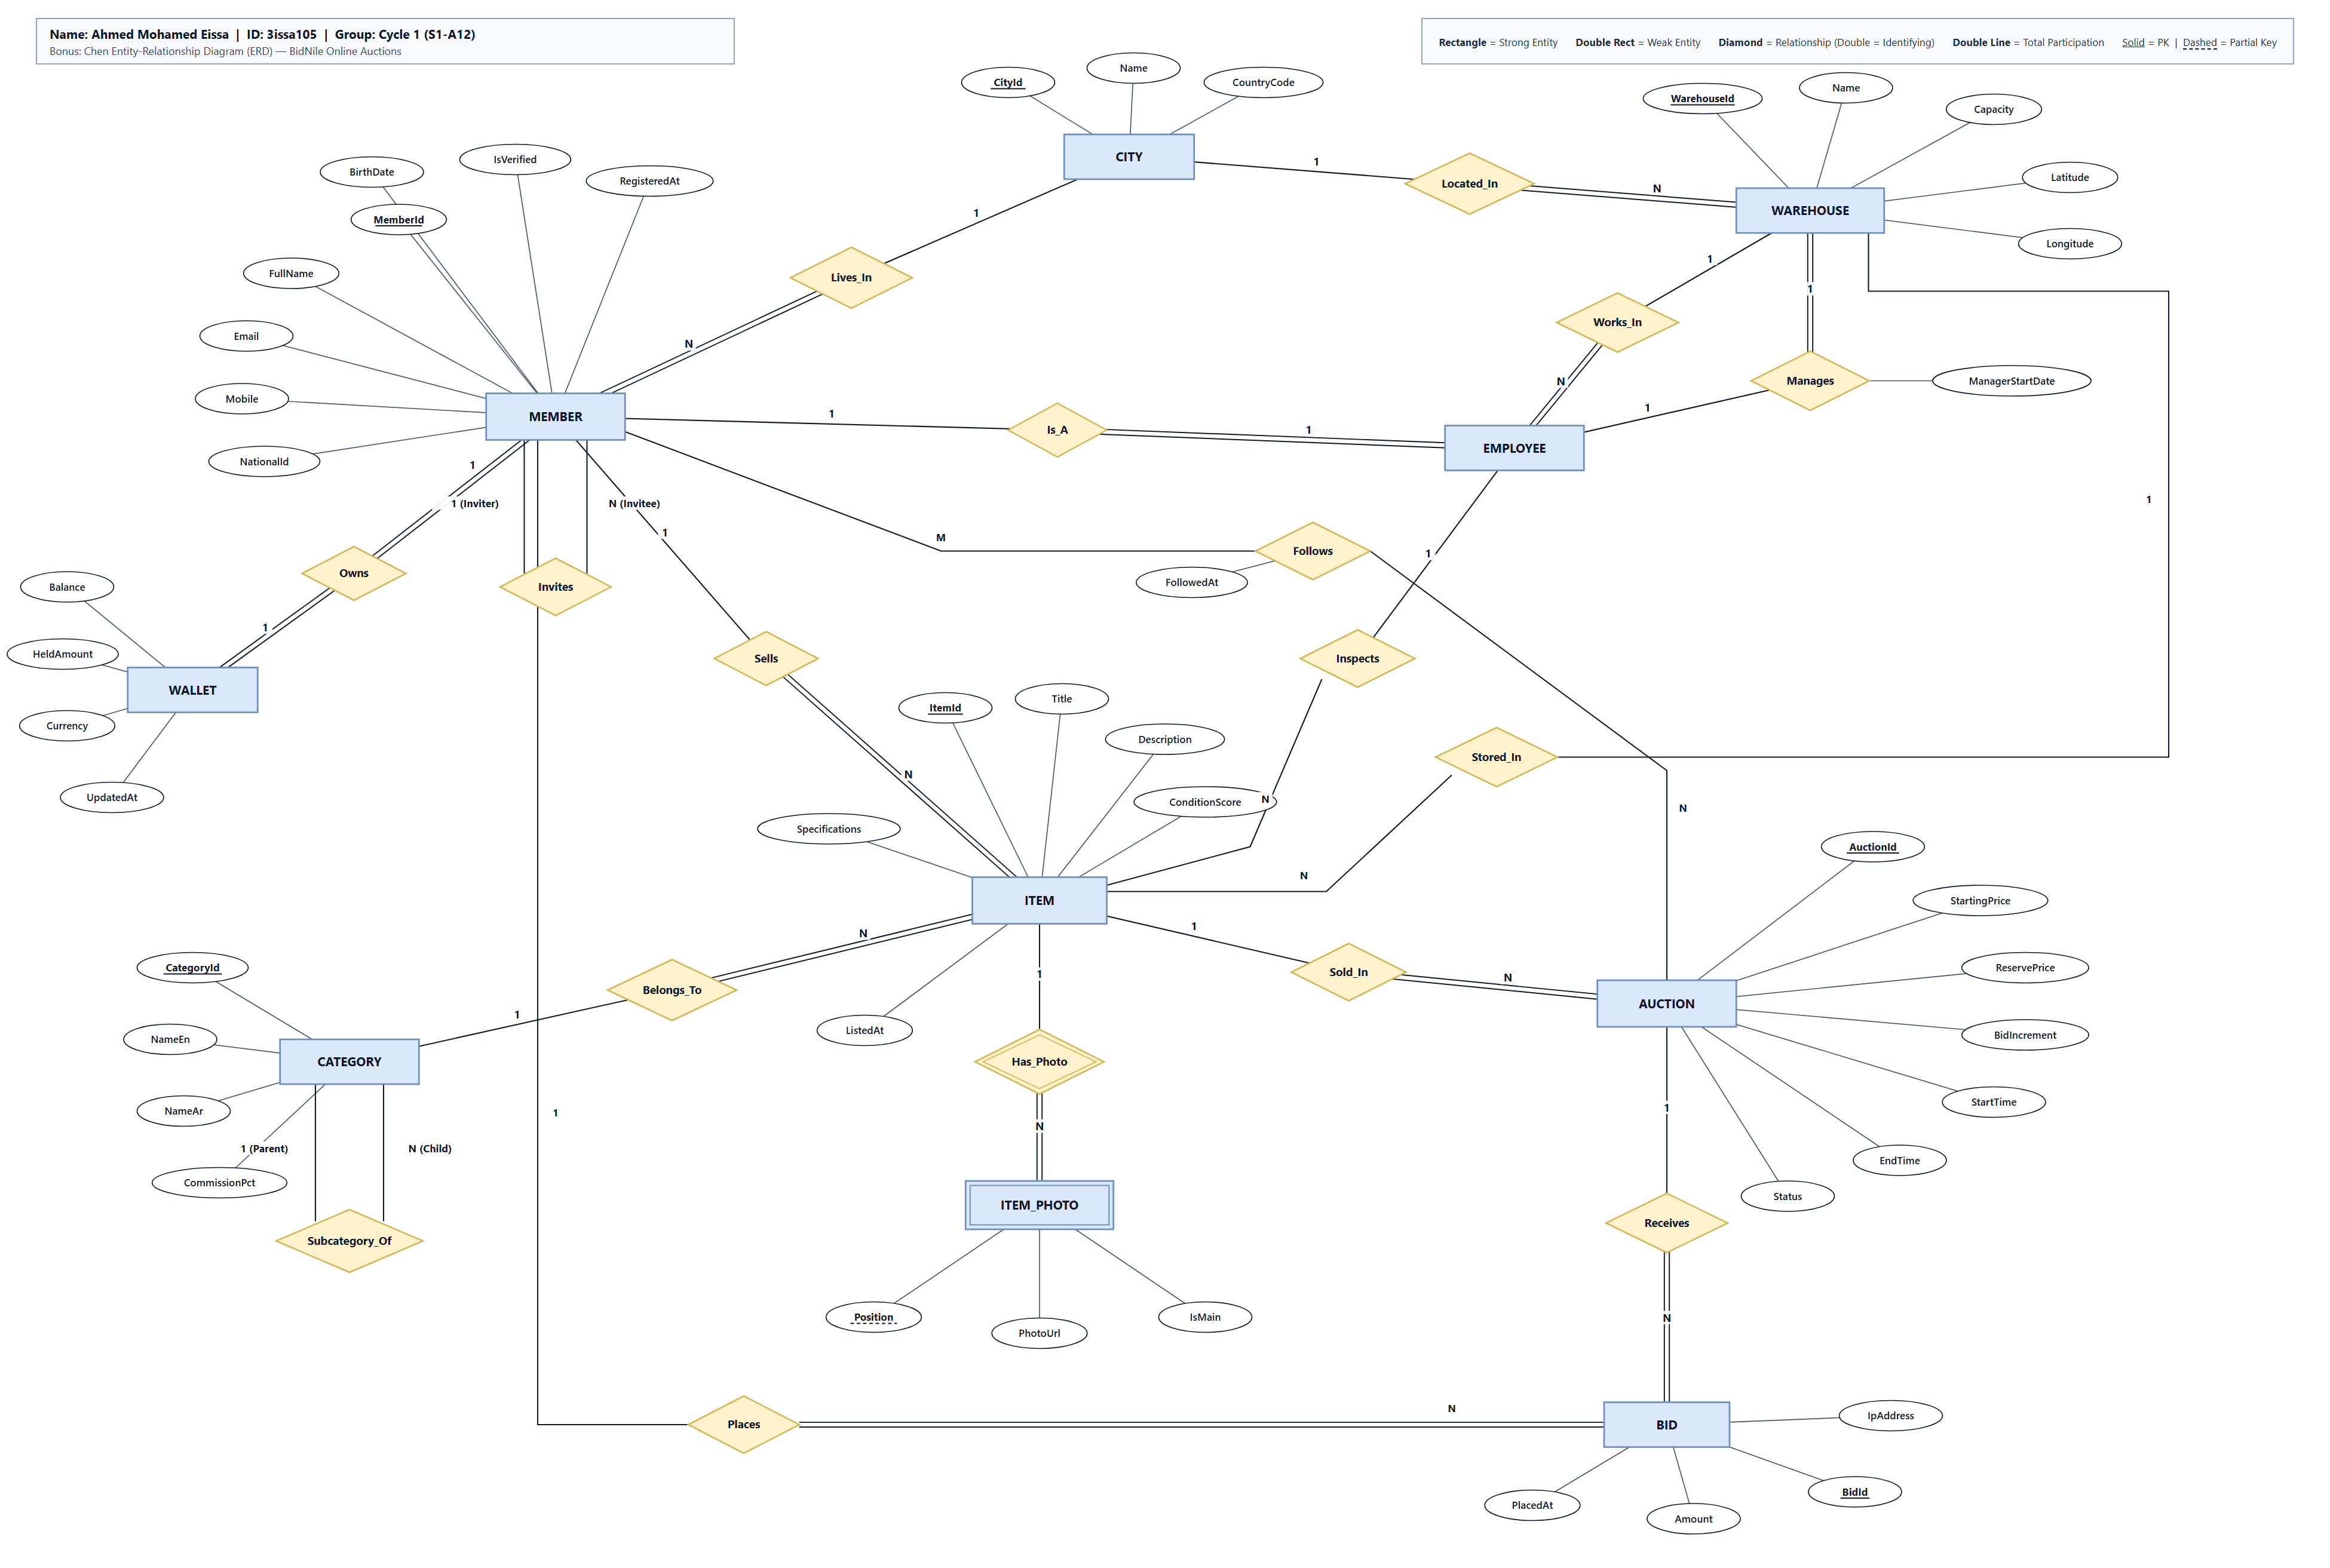 Name: Ahmed Mohamed Eissa | ID: 3issa105 | Group: Cycle 1 (S1-A12)
Bonus: Chen Entity-Relationship Diagram (ERD) — BidNile Online Auctions
Rectangle = Strong Entity Double Rect = Weak Entity Diamond = Relationship (Double = Identifying) Double Line = Total Participation Solid = PK | Dashed = Partial Key
CityId
Name
CountryCode
CITY
WarehouseId
Name
Capacity
Latitude
Longitude
WAREHOUSE
1
Located_In
N
BirthDate
IsVerified
RegisteredAt
MemberId
FullName
Email
Mobile
NationalId
MEMBER
1
Lives_In
N
1
Works_In
N
1
Manages
ManagerStartDate
1
1
Is_A
1
EMPLOYEE
1
1 (Inviter)
N (Invitee)
1
M
Follows
FollowedAt
1
1
Owns
Invites
1
Balance
HeldAmount
Currency
UpdatedAt
WALLET
Sells
N
Inspects
N
Stored_In
N
N
ItemId
Title
Description
ConditionScore
Specifications
ITEM
ListedAt
1
Sold_In
N
AuctionId
StartingPrice
ReservePrice
BidIncrement
StartTime
EndTime
Status
AUCTION
N
Belongs_To
1
CategoryId
NameEn
NameAr
CommissionPct
CATEGORY
1 (Parent)
N (Child)
Subcategory_Of
1
1
Has_Photo
N
ITEM_PHOTO
Position
PhotoUrl
IsMain
1
Receives
N
Places
N
BID
IpAddress
BidId
Amount
PlacedAt